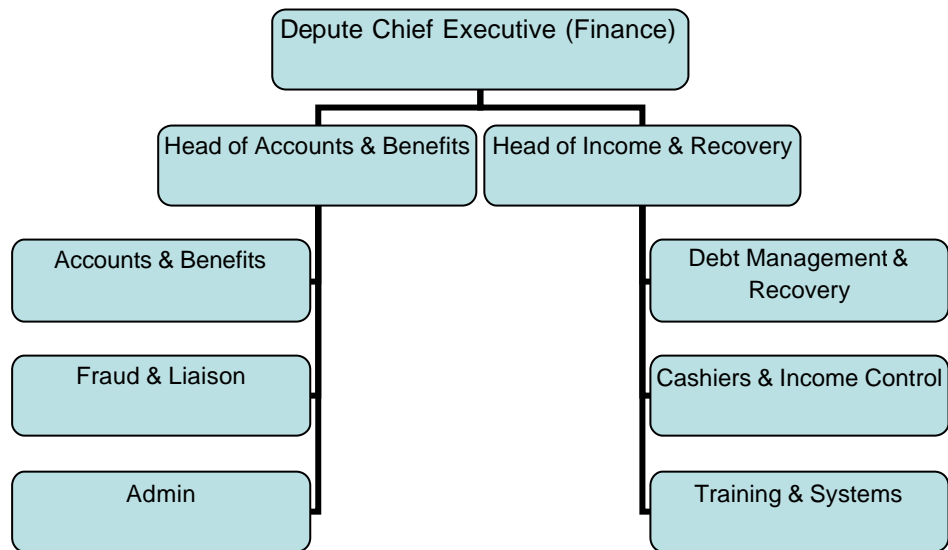 Depute Chief Executive (Finance)
Head of Accounts & Benefits
Head of Income & Recovery
Accounts & Benefits
Debt Management &
Recovery
Fraud & Liaison
Cashiers & Income Control
Admin
Training & Systems